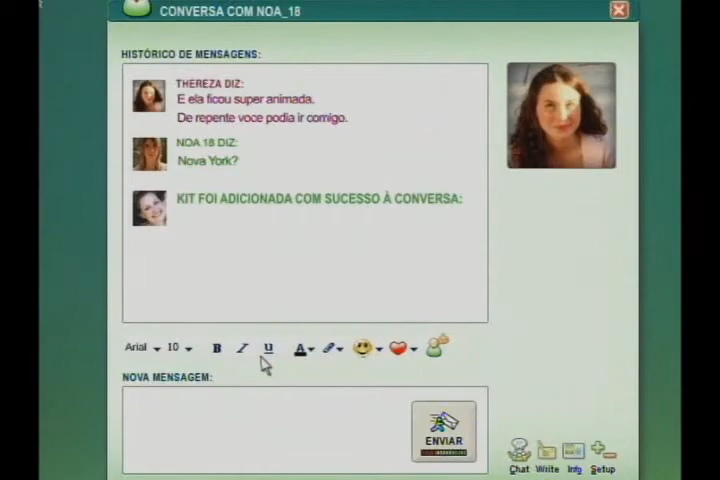 CONVERSA COM NOA_18
HISTÓRICO DE MENSAGENS:
THEREZA DIZ:
E ela ficou super animada.
De repente voce podia ir comigo.
NOA 18 DIZ:
Nova York?
KIT FOI ADICIONADA COM SUCESSO À CONVERSA:
Arial 10 B I U A
NOVA MENSAGEM:
ENVIAR
Chat Write Info Setup